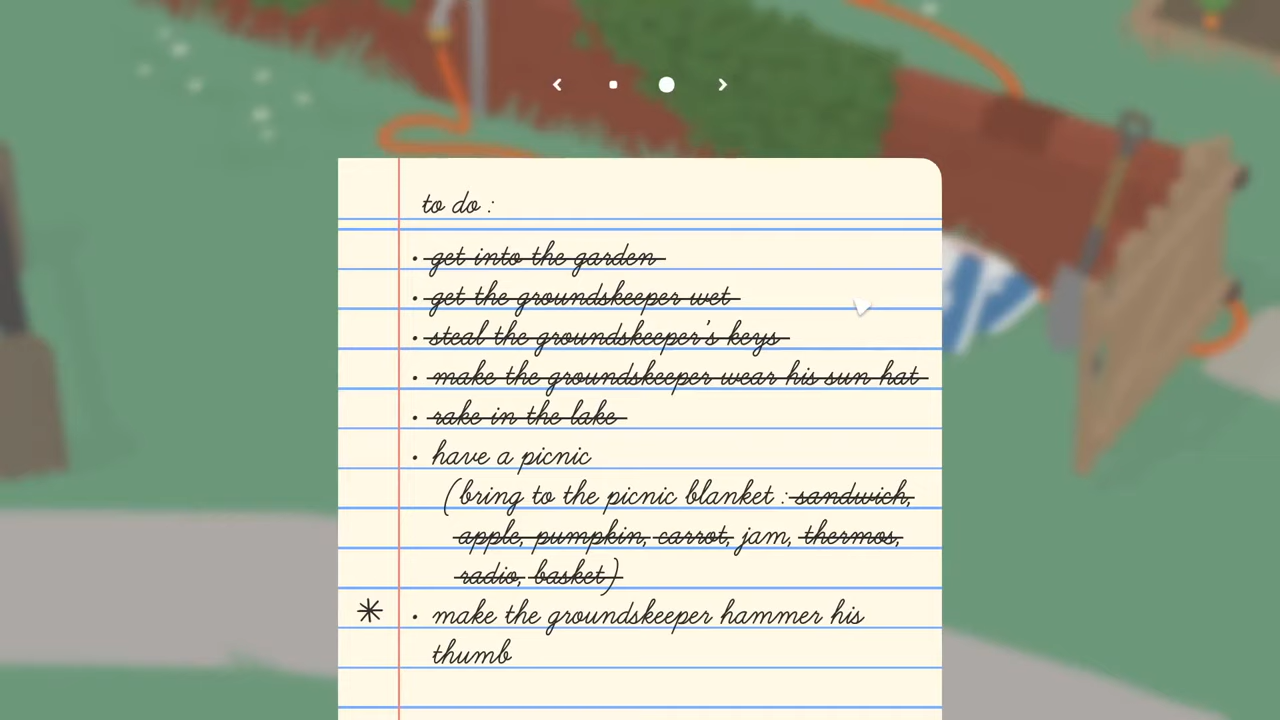 to do :
• get into the garden
• get the groundskeeper wet
• steal the groundskeeper's keys
• make the groundskeeper wear his sun hat
• rake in the lake
• have a picnic
(bring to the picnic blanket : sandwich,
apple, pumpkin, carrot, jam, thermos,
radio, basket)
• make the groundskeeper hammer his
thumb